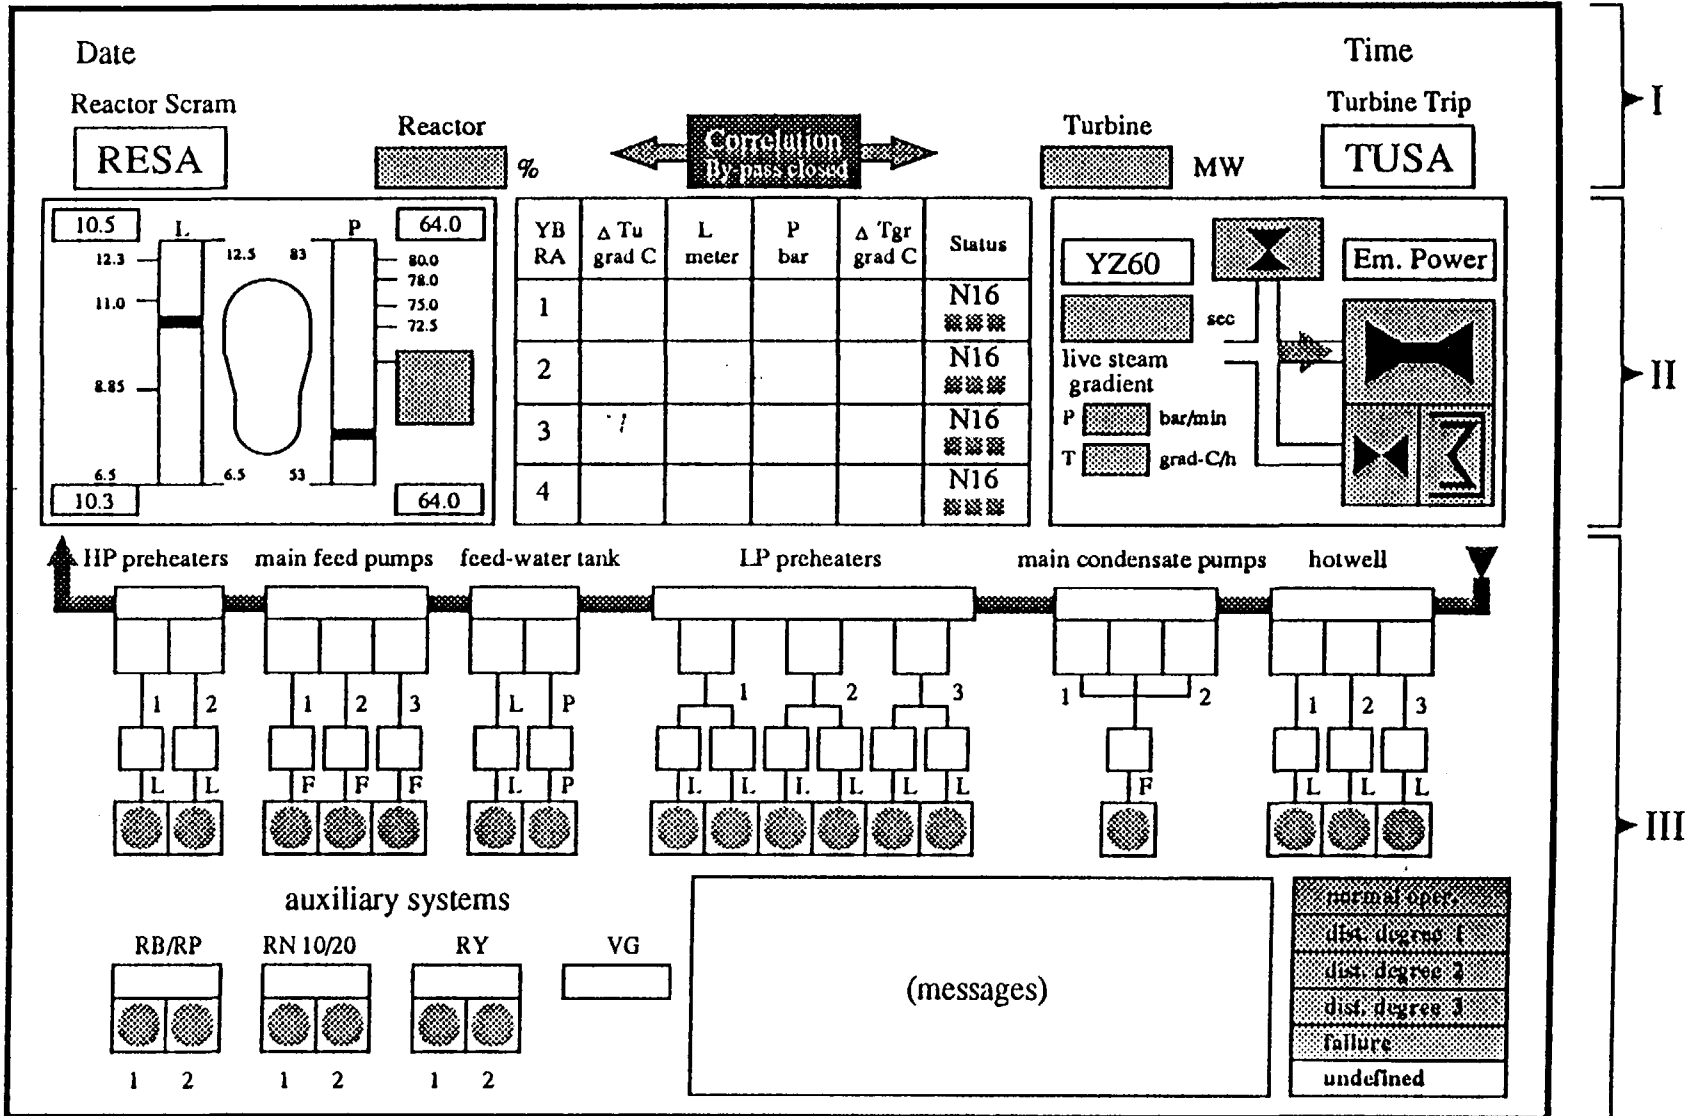 Date
Time
I
Reactor Scram
RESA
Reactor
%
Correlation
By-pass closed
Turbine
MW
Turbine Trip
TUSA
II
10.5
L
P
64.0
12.3
12.5
83
80.0
78.0
11.0
75.0
72.5
8.85
6.5
6.5
53
10.3
64.0
YB RA
Δ Tu grad C
L meter
P bar
Δ Tgr grad C
Status
1
N16
2
N16
3
N16
4
N16
YZ60
Em. Power
sec
live steam
gradient
P
bar/min
T
grad-C/h
III
HP preheaters
main feed pumps
feed-water tank
LP preheaters
main condensate pumps
hotwell
1 2
1 2 3
L P
1 2 3
1 2
1 2 3
L L
F F F
L P
L L L L L L
F
L L L
auxiliary systems
RB/RP
RN 10/20
RY
VG
1 2
1 2
1 2
(messages)
normal oper.
dist. degree 1
dist. degree 2
dist. degree 3
failure
undefined